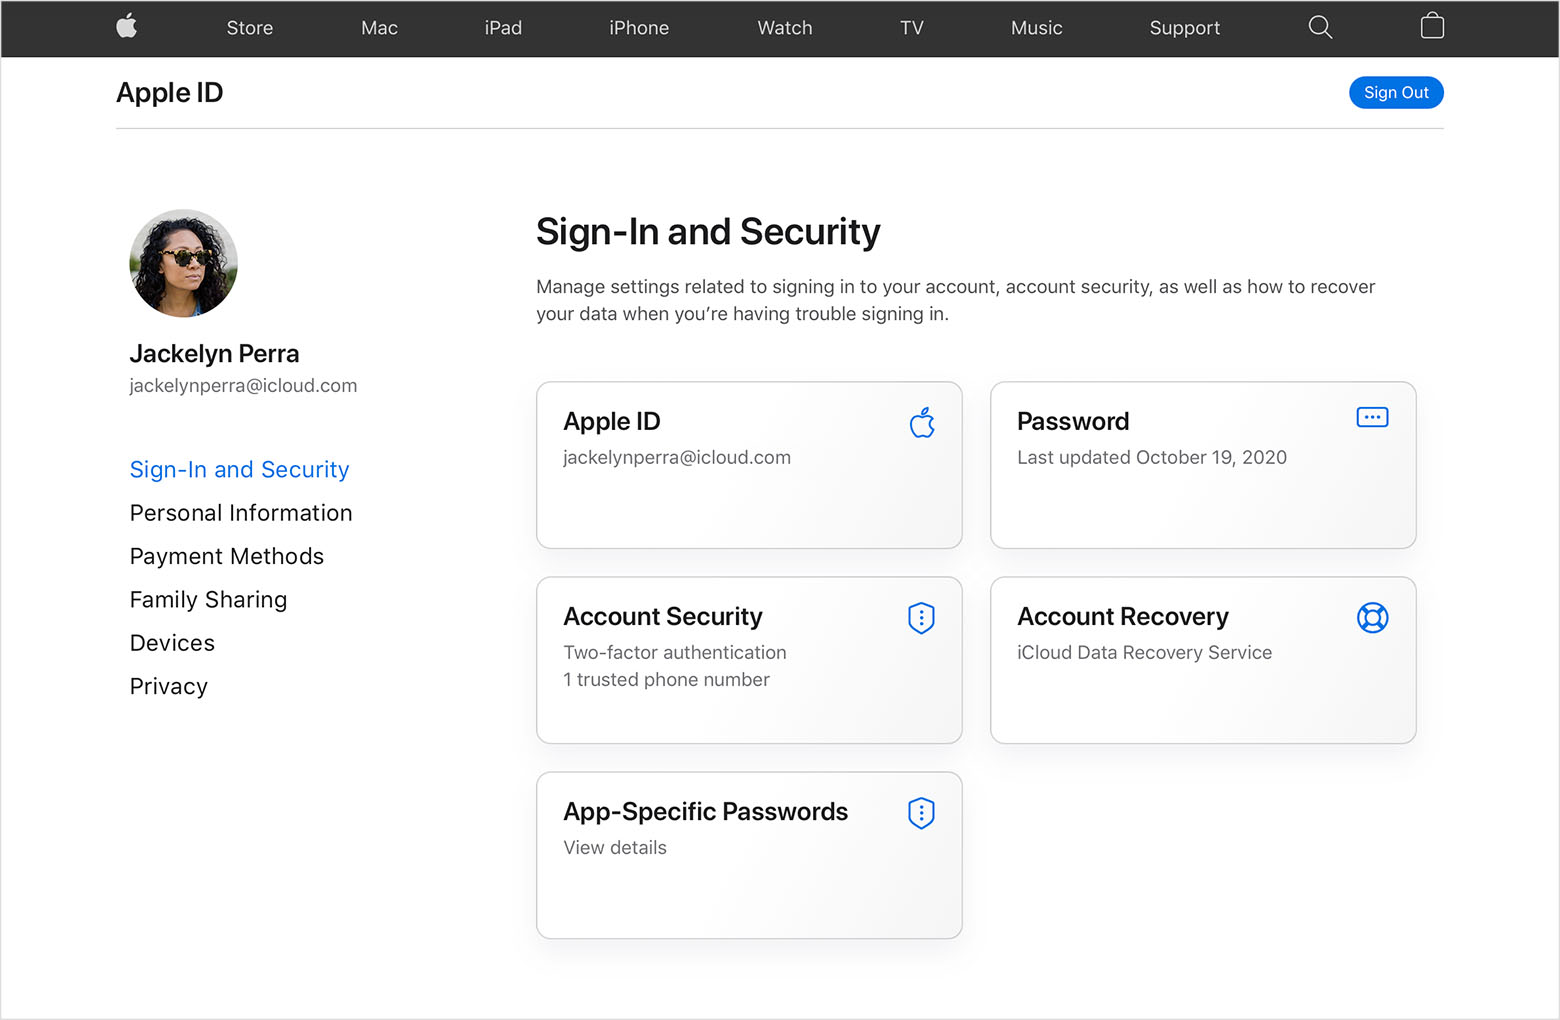 Store Mac iPad iPhone Watch TV Music Support
Apple ID
Sign Out
Jackelyn Perra
jackelynperra@icloud.com
Sign-In and Security
Personal Information
Payment Methods
Family Sharing
Devices
Privacy
Sign-In and Security
Manage settings related to signing in to your account, account security, as well as how to recover
your data when you’re having trouble signing in.
Apple ID
jackelynperra@icloud.com
Password
Last updated October 19, 2020
Account Security
Two-factor authentication
1 trusted phone number
Account Recovery
iCloud Data Recovery Service
App-Specific Passwords
View details